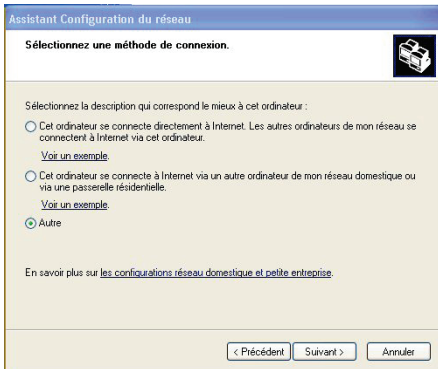 Assistant Configuration du réseau
Sélectionnez une méthode de connexion.
Sélectionnez la description qui correspond le mieux à cet ordinateur :
Cet ordinateur se connecte directement à Internet. Les autres ordinateurs de mon réseau se
connectent à Internet via cet ordinateur.
Voir un exemple.
Cet ordinateur se connecte à Internet via un autre ordinateur de mon réseau domestique ou
via une passerelle résidentielle.
Voir un exemple.
Autre
En savoir plus sur les configurations réseau domestique et petite entreprise.
< Précédent Suivant > Annuler